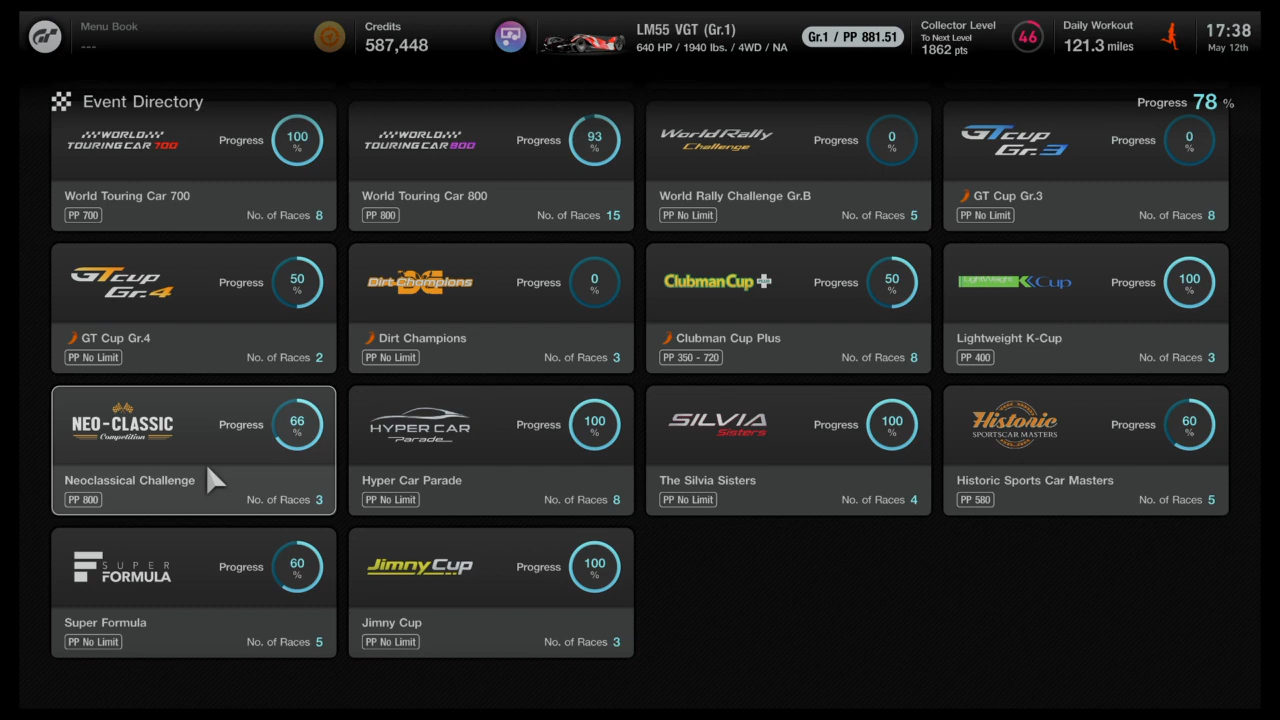 Menu Book
---
Credits
587,448
LM55 VGT (Gr.1)
640 HP / 1940 lbs. / 4WD / NA
Gr.1 / PP 881.51
Collector Level
To Next Level
1862 pts
46
Daily Workout
121.3 miles
17:38
May 12th
Event Directory
Progress 78 %
WORLD TOURING CAR 700
Progress 100 %
World Touring Car 700
PP 700
No. of Races 8
WORLD TOURING CAR 800
Progress 93 %
World Touring Car 800
PP 800
No. of Races 15
World Rally Challenge
Progress 0 %
World Rally Challenge Gr.B
PP No Limit
No. of Races 5
GT cup Gr.3
Progress 0 %
GT Cup Gr.3
PP No Limit
No. of Races 8
GT cup Gr.4
Progress 50 %
GT Cup Gr.4
PP No Limit
No. of Races 2
Dirt Champions
Progress 0 %
Dirt Champions
PP No Limit
No. of Races 3
Clubman Cup
Progress 50 %
Clubman Cup Plus
PP 350 - 720
No. of Races 8
LightWeight K Cup
Progress 100 %
Lightweight K-Cup
PP 400
No. of Races 3
NEO-CLASSIC
Competition
Progress 66 %
Neoclassical Challenge
PP 800
No. of Races 3
HYPER CAR
Parade
Progress 100 %
Hyper Car Parade
PP No Limit
No. of Races 8
SILVIA
Sisters
Progress 100 %
The Silvia Sisters
PP No Limit
No. of Races 4
Historic
SPORTSCAR MASTERS
Progress 60 %
Historic Sports Car Masters
PP 580
No. of Races 5
SUPER
FORMULA
Progress 60 %
Super Formula
PP No Limit
No. of Races 5
Jimny Cup
Progress 100 %
Jimny Cup
PP No Limit
No. of Races 3